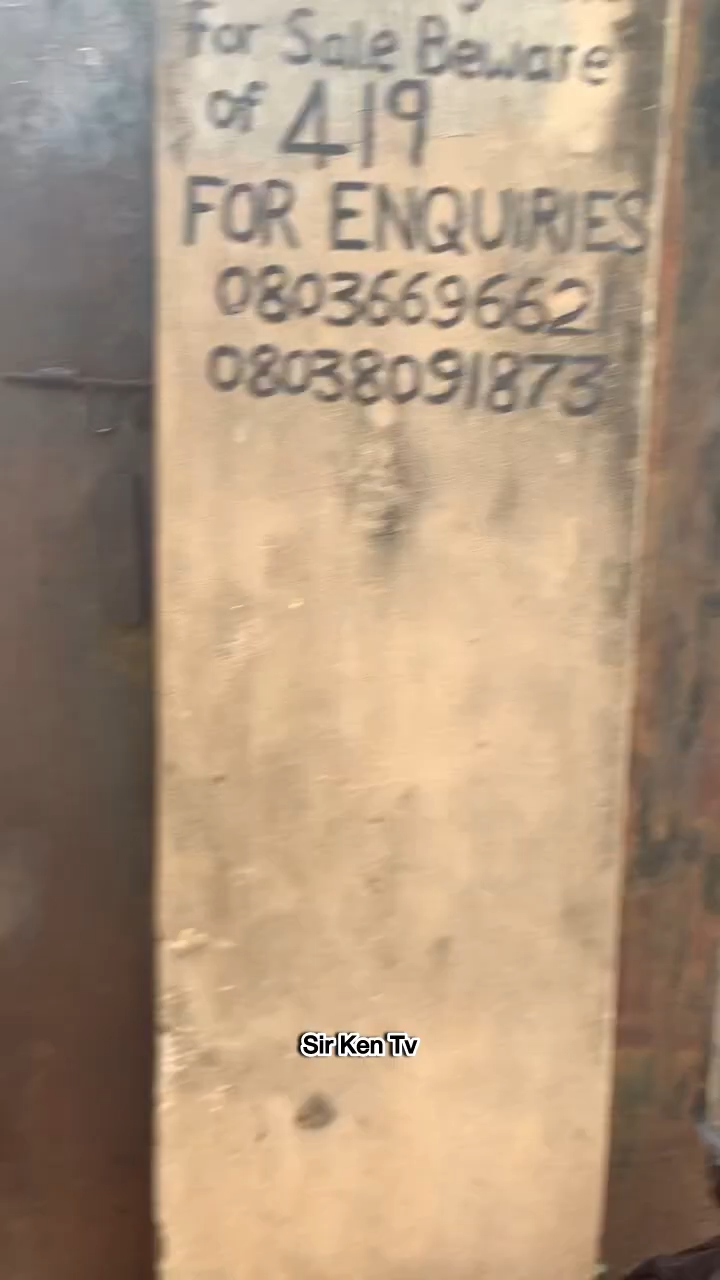 for Sale Beware
of 419
FOR ENQUIRIES
08036696621
08038091873
Sir Ken Tv